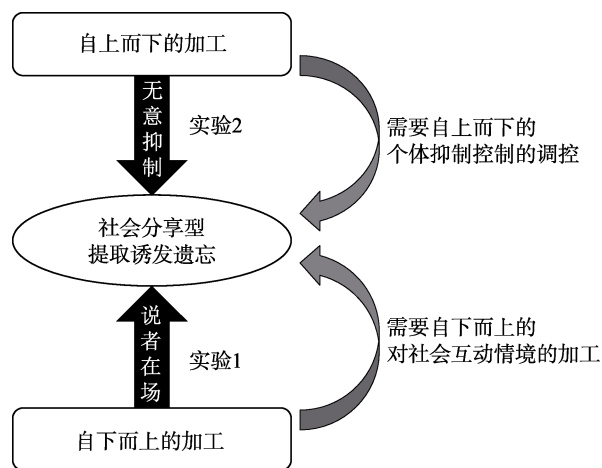 自上而下的加工
无意抑制
实验2
需要自上而下的
个体抑制控制的调控
社会分享型
提取诱发遗忘
说者在场
实验1
需要自下而上的
对社会互动情境的加工
自下而上的加工